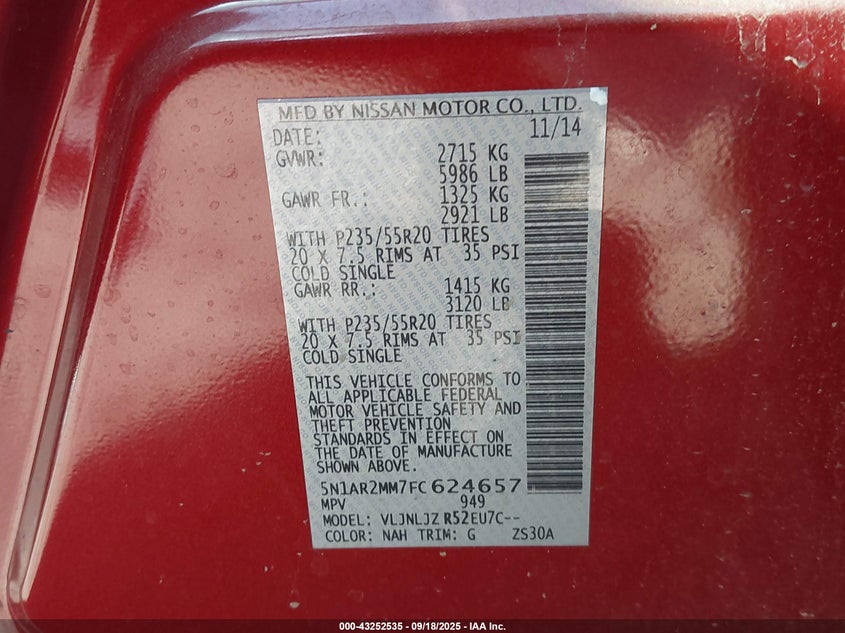 MFD BY NISSAN MOTOR CO., LTD.
DATE: 11/14
GVWR: 2715 KG
5986 LB
GAWR FR.: 1325 KG
2921 LB
WITH P235/55R20 TIRES
20 X 7.5 RIMS AT 35 PSI
COLD SINGLE
GAWR RR.: 1415 KG
3120 LB
WITH P235/55R20 TIRES
20 X 7.5 RIMS AT 35 PSI
COLD SINGLE
THIS VEHICLE CONFORMS TO
ALL APPLICABLE FEDERAL
MOTOR VEHICLE SAFETY AND
THEFT PREVENTION
STANDARDS IN EFFECT ON
THE DATE OF MANUFACTURE
SHOWN ABOVE.
5N1AR2MM7FC624657
MPV 949
MODEL: VLJNLJZ R52EU7C--
COLOR: NAH TRIM: G ZS30A
000-43252535 - 09/18/2025 - IAA Inc.